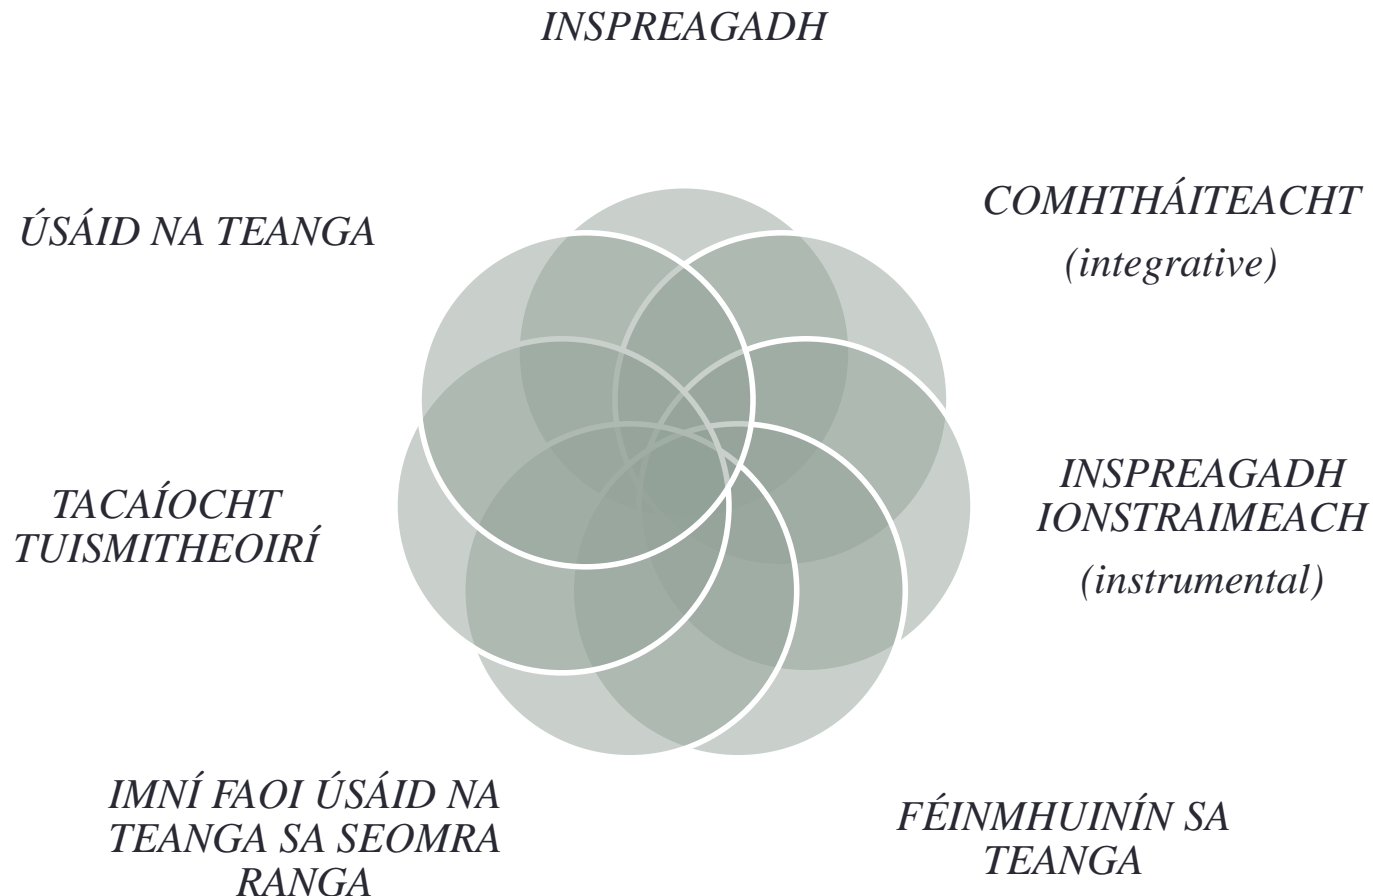 INSPREAGADH
COMHTHÁITEACHT
(integrative)
INSPREAGADH
IONSTRAIMEACH
(instrumental)
FÉINMHUINÍN SA
TEANGA
IMNÍ FAOI ÚSÁID NA
TEANGA SA SEOMRA
RANGA
TACAÍOCHT
TUISMITHEOIRÍ
ÚSÁID NA TEANGA